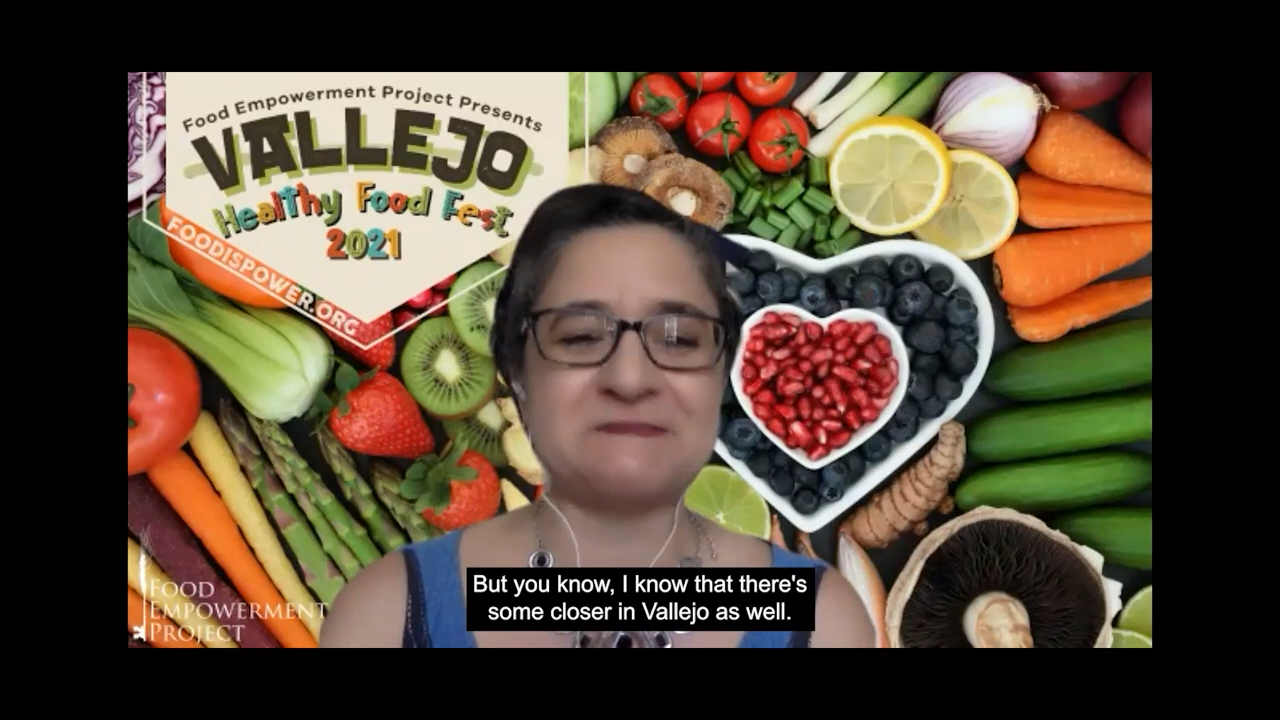 Food Empowerment Project Presents
VALLEJO
Healthy Food Fest
2021
FOODISPOWER.ORG
FOOD
EMPOWERMENT
PROJECT
But you know, I know that there's
some closer in Vallejo as well.